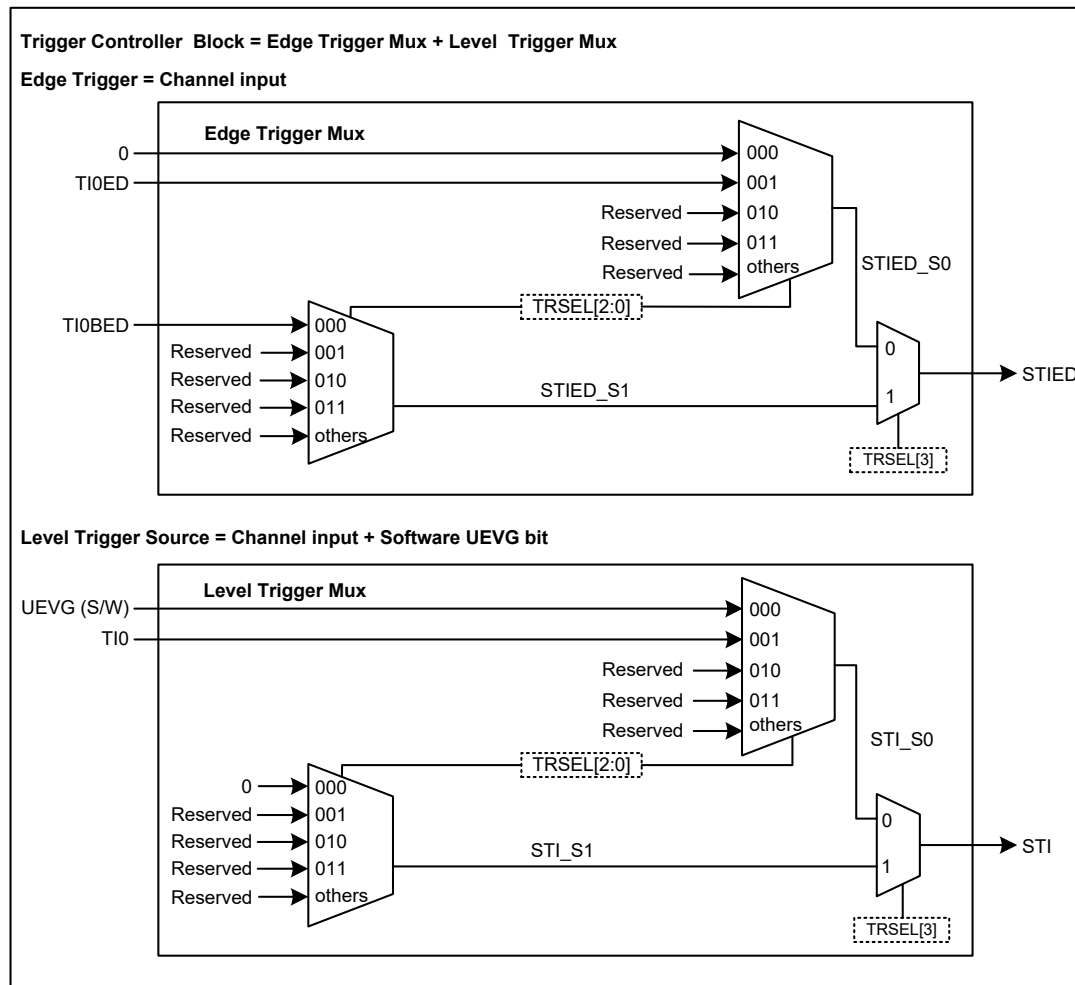 Trigger Controller Block = Edge Trigger Mux + Level Trigger Mux
Edge Trigger = Channel input
Edge Trigger Mux
0
000
TI0ED
001
Reserved
010
Reserved
011
Reserved
others
STIED_S0
TRSEL[2:0]
TI0BED
000
Reserved
001
Reserved
010
Reserved
011
Reserved
others
STIED_S1
0
1
STIED
TRSEL[3]
Level Trigger Source = Channel input + Software UEVG bit
Level Trigger Mux
UEVG (S/W)
000
TI0
001
Reserved
010
Reserved
011
Reserved
others
STI_S0
TRSEL[2:0]
0
000
Reserved
001
Reserved
010
Reserved
011
Reserved
others
STI_S1
0
1
STI
TRSEL[3]